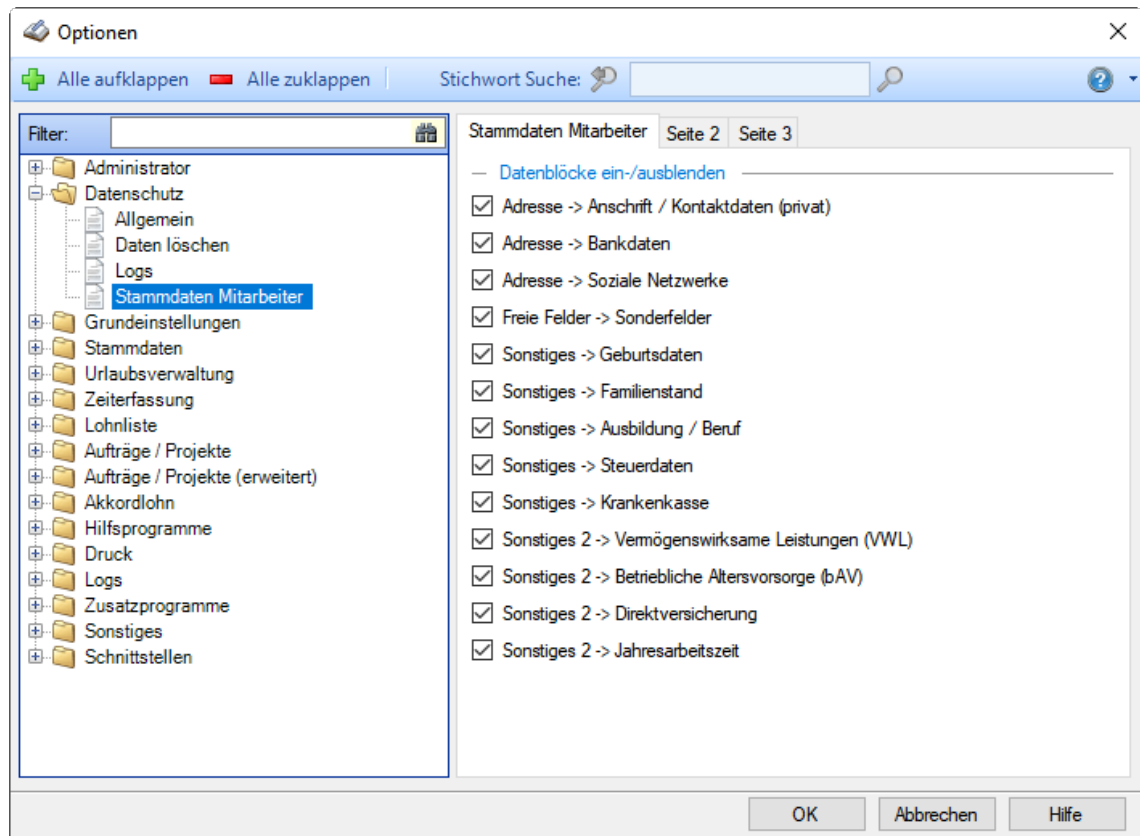 Optionen
Alle aufklappen Alle zuklappen Stichwort Suche:
Filter:
Administrator
Datenschutz
Allgemein
Daten löschen
Logs
Stammdaten Mitarbeiter
Grundeinstellungen
Stammdaten
Urlaubsverwaltung
Zeiterfassung
Lohnliste
Aufträge / Projekte
Aufträge / Projekte (erweitert)
Akkordlohn
Hilfsprogramme
Druck
Logs
Zusatzprogramme
Sonstiges
Schnittstellen
Stammdaten Mitarbeiter Seite 2 Seite 3
Datenblöcke ein-/ausblenden
Adresse -> Anschrift / Kontaktdaten (privat)
Adresse -> Bankdaten
Adresse -> Soziale Netzwerke
Freie Felder -> Sonderfelder
Sonstiges -> Geburtsdaten
Sonstiges -> Familienstand
Sonstiges -> Ausbildung / Beruf
Sonstiges -> Steuerdaten
Sonstiges -> Krankenkasse
Sonstiges 2 -> Vermögenswirksame Leistungen (VWL)
Sonstiges 2 -> Betriebliche Altersvorsorge (bAV)
Sonstiges 2 -> Direktversicherung
Sonstiges 2 -> Jahresarbeitszeit
OK Abbrechen Hilfe